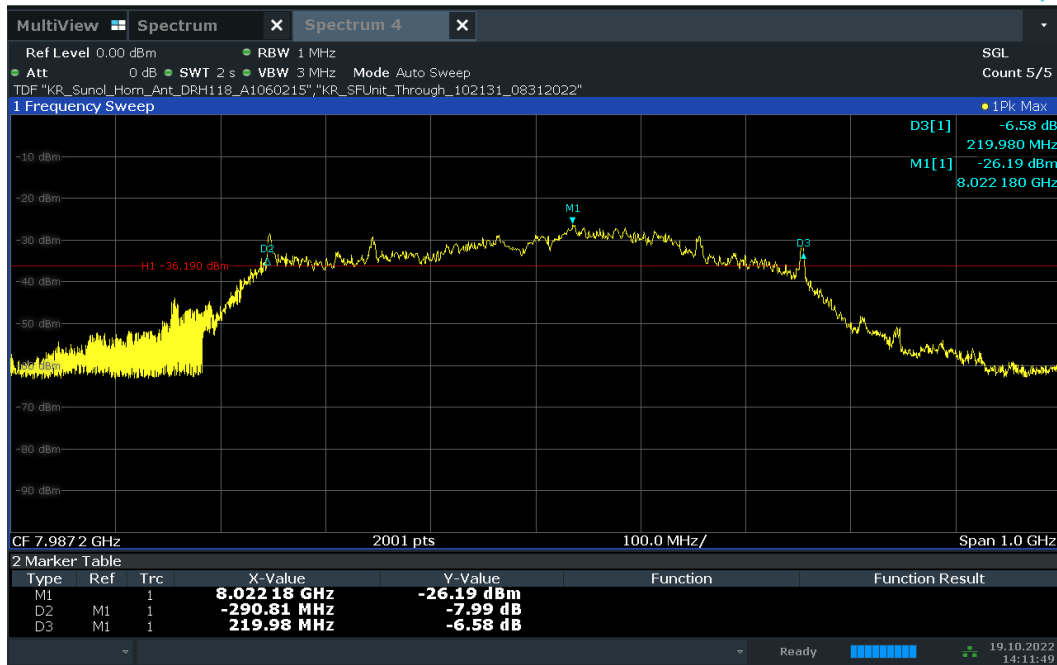 MultiView Spectrum X Spectrum 4 X
Ref Level 0.00 dBm RBW 1 MHz SGL
Att 0 dB SWT 2 s VBW 3 MHz Mode Auto Sweep Count 5/5
TDF "KR_Sunol_Horn_Ant_DRH118_A1060215","KR_SFUnit_Through_102131_08312022"
1 Frequency Sweep 1Pk Max
D3[1] -6.58 dB
219.980 MHz
M1[1] -26.19 dBm
8.022 180 GHz
-10 dBm
-20 dBm
M1
-30 dBm
D2
D3
H1 -36.190 dBm
-40 dBm
-50 dBm
-60 dBm
-70 dBm
-80 dBm
-90 dBm
CF 7.9872 GHz 2001 pts 100.0 MHz/ Span 1.0 GHz
2 Marker Table
Type Ref Trc X-Value Y-Value Function Function Result
M1 1 8.022 18 GHz -26.19 dBm
D2 M1 1 -290.81 MHz -7.99 dB
D3 M1 1 219.98 MHz -6.58 dB
Ready 19.10.2022
14:11:49